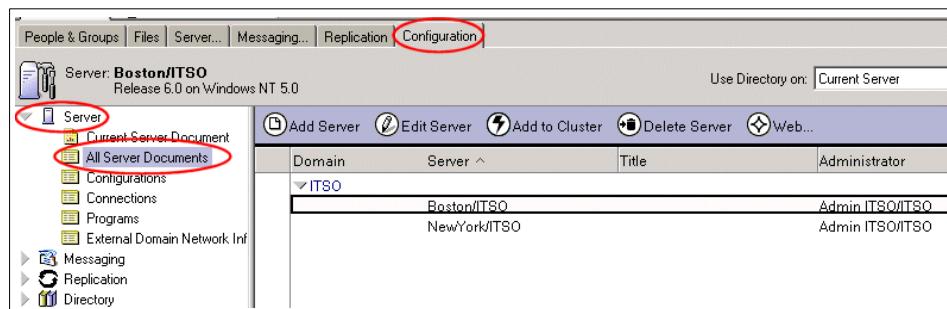 People & Groups Files Server... Messaging... Replication Configuration
Server: Boston/ITSO
Release 6.0 on Windows NT 5.0
Use Directory on: Current Server
Server
Current Server Document
All Server Documents
Configurations
Connections
Programs
External Domain Network Inf
Messaging
Replication
Directory
Add Server Edit Server Add to Cluster Delete Server Web...
Domain Server ^ Title Administrator
ITSO
Boston/ITSO Admin ITSO/ITSO
NewYork/ITSO Admin ITSO/ITSO